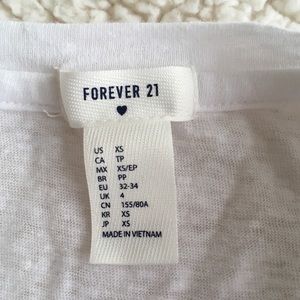 FOREVER 21
US XS
CA TP
MX XS/EP
BR PP
EU 32-34
UK 4
CN 155/80A
KR XS
JP XS
MADE IN VIETNAM